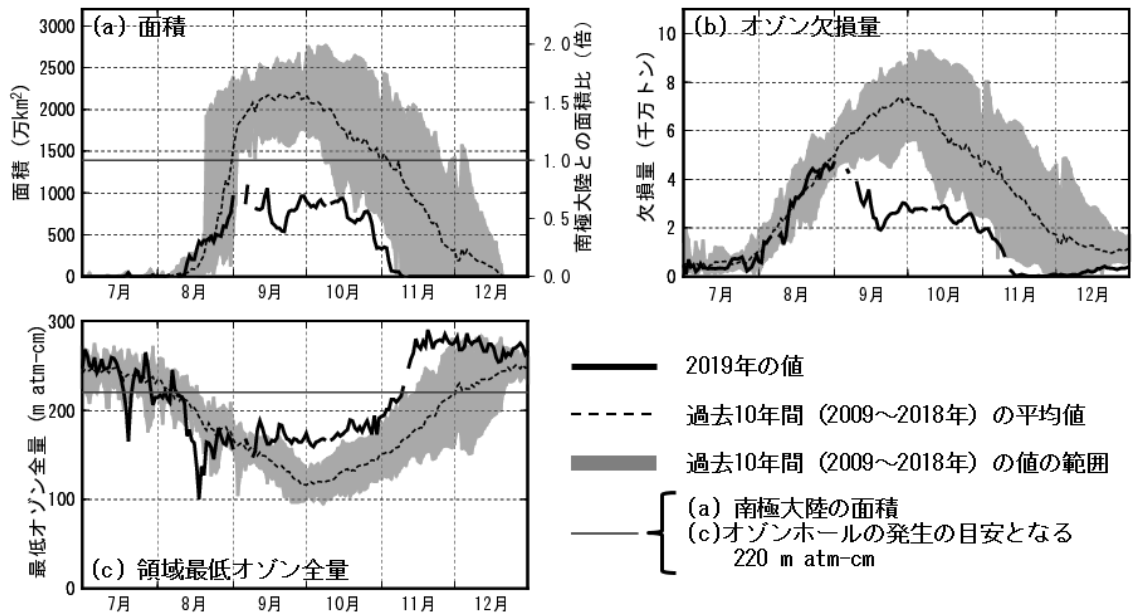 (a) 面積
3000
2500
2000
1500
1000
500
0
面積 (万km²)
2.0
1.5
1.0
0.5
0.0
南極大陸との面積比 (倍)
7月 8月 9月 10月 11月 12月
(b) オゾン欠損量
10
8
6
4
2
0
欠損量 (千万トン)
7月 8月 9月 10月 11月 12月
300
200
100
0
最低オゾン全量 (m atm-cm)
(c) 領域最低オゾン全量
7月 8月 9月 10月 11月 12月
2019年の値
過去10年間 (2009～2018年) の平均値
過去10年間 (2009～2018年) の値の範囲
(a) 南極大陸の面積
(c)オゾンホールの発生の目安となる
220 m atm-cm